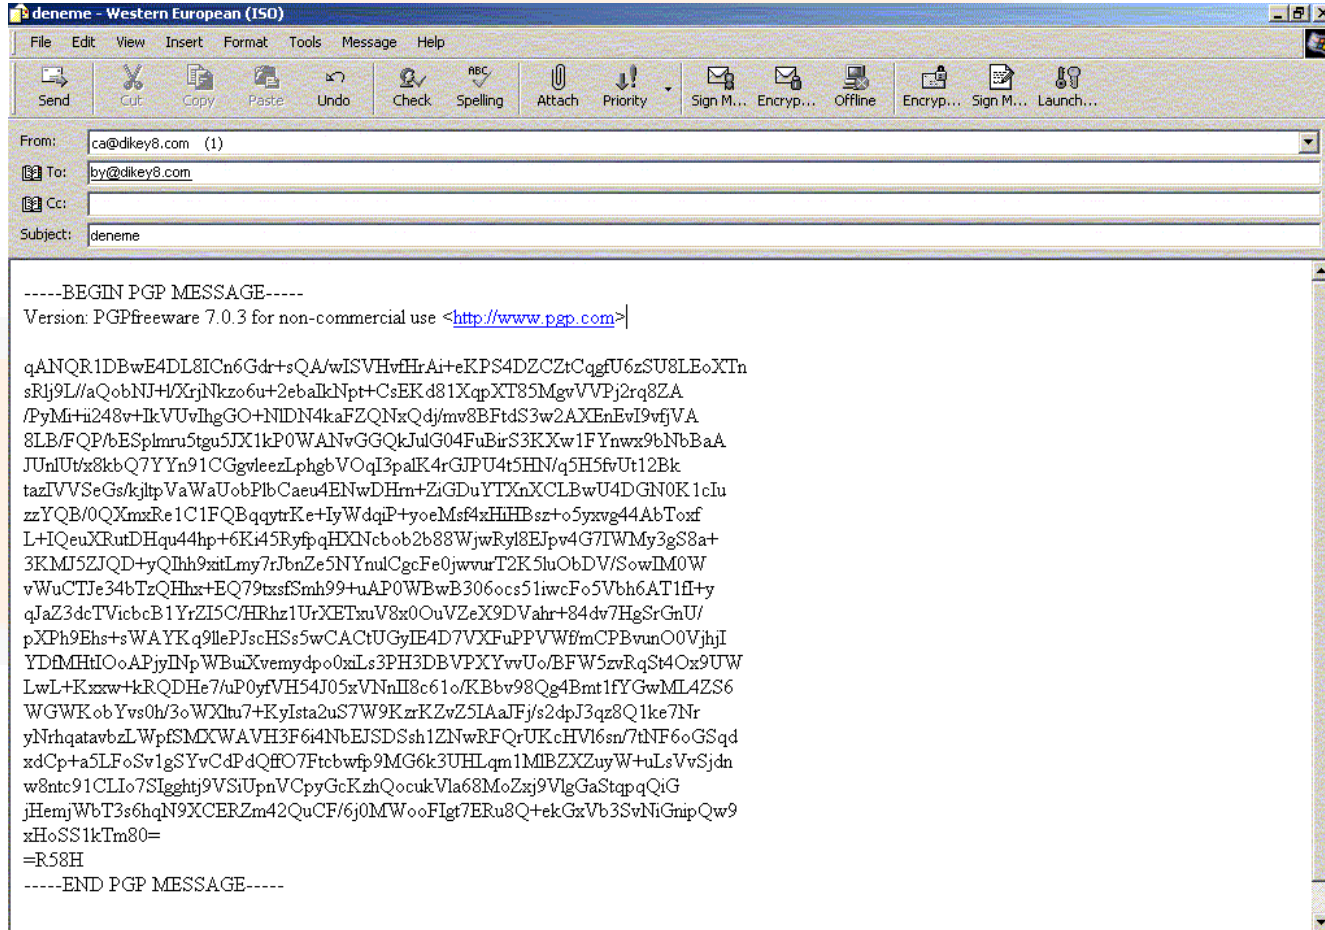 deneme - Western European (ISO)
File Edit View Insert Format Tools Message Help
Send Cut Copy Paste Undo Check Spelling Attach Priority Sign M... Encryp... Offline Encryp... Sign M... Launch...
From: ca@dikey8.com (1)
To: by@dikey8.com
Cc:
Subject: deneme
-----BEGIN PGP MESSAGE-----
Version: PGPfreeware 7.0.3 for non-commercial use <http://www.pgp.com>
qANQR1DBwE4DL8ICn6Gdr+sQA/wISVHvfHrAi+eKPS4DZCZtCqgfU6zSU8LEoXTn
sRlj9L//aQobNJ+l/XrjNkzo6u+2ebaIkNpt+CsEKd81XqpXT85MgvVVPj2rq8ZA
/PyMi+ii248v+IkVUvIhgGO+NlDN4kaFZQNxQdj/mv8BFtdS3w2AXEnEvI9vfjVA
8LB/FQP/bESplmru5tgu5JX1kP0WANvGGQkJulG04FuBirS3KXw1FYnwx9bNbBaA
JUnlUt/x8kbQ7YYn91CGgvleezLphgbVOqI3palK4rGJPU4t5HN/q5H5fvUt12Bk
tazIVVSeGs/kjltpVaWaUobPlbCaeu4ENwDHrn+ZiGDuYTXnXCLBwU4DGN0K1cIu
zzYQB/0QXmxRe1C1FQBqqytrKe+IyWdqiP+yoeMsf4xHiHBsz+o5yxvg44AbToxf
L+IQeuXRutDHqu44hp+6Ki45RyfpqHXNcbob2b88WjwRyl8EJpv4G7IWMy3gS8a+
3KMJ5ZJQD+yQIhh9xitLmy7rJbnZe5NYnulCgcFe0jwvurT2K5luObDV/SowIM0W
vWuCTJe34bTzQHhx+EQ79txsfSmh99+uAP0WBwB306ocs51iwcFo5Vbh6AT1fI+y
qJaZ3dcTVicbcB1YrZI5C/HRhz1UrXETxuV8x0OuVZeX9DVahr+84dv7HgSrGnU/
pXPh9Ehs+sWAYKq9llePJscHSs5wCACtUGyIE4D7VXFuPPVWf/mCPBvunO0VjhjI
YDfMHtIOoAPjyINpWBuiXvemydpo0xiLs3PH3DBVPXYvvUo/BFW5zvRqSt4Ox9UW
LwL+Kxxw+kRQDHe7/uP0yfVH54J05xVNnII8c61o/KBbv98Qg4Bmt1fYGwML4ZS6
WGWKobYvs0h/3oWXltu7+KyIsta2uS7W9KzrKZvZ5IAaJFj/s2dpJ3qz8Q1ke7Nr
yNrhqatavbzLWpfSMXWAVH3F6i4NbEJSDSsh1ZNwRFQrUKcHVl6sn/7tNF6oGSqd
xdCp+a5LFoSv1gSYvCdPdQffO7Ftcbwfp9MG6k3UHLqm1MlBZXZuyW+uLsVvSjdn
w8ntc91CLIo7SIgghtj9VSiUpnVCpyGcKzhQocukVla68MoZxj9VlgGaStqpqQiG
jHemjWbT3s6hqN9XCERZm42QuCF/6j0MWooFIgt7ERu8Q+ekGxVb3SvNiGnipQw9
xHoSS1kTm80=
=R58H
-----END PGP MESSAGE-----